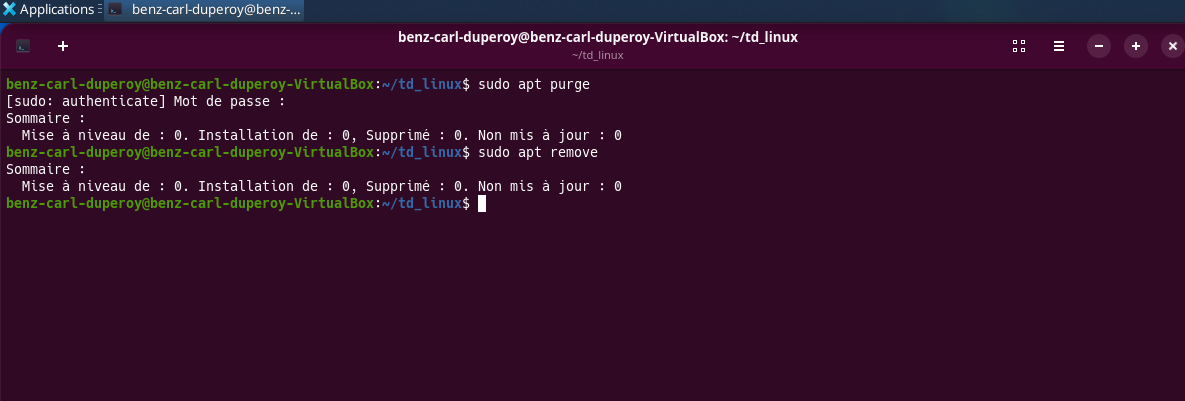 Applications benz-carl-duperoy@benz-...
benz-carl-duperoy@benz-carl-duperoy-VirtualBox: ~/td_linux
~/td_linux
benz-carl-duperoy@benz-carl-duperoy-VirtualBox:~/td_linux$ sudo apt purge
[sudo: authenticate] Mot de passe :
Sommaire :
  Mise à niveau de : 0. Installation de : 0, Supprimé : 0. Non mis à jour : 0
benz-carl-duperoy@benz-carl-duperoy-VirtualBox:~/td_linux$ sudo apt remove
Sommaire :
  Mise à niveau de : 0. Installation de : 0, Supprimé : 0. Non mis à jour : 0
benz-carl-duperoy@benz-carl-duperoy-VirtualBox:~/td_linux$